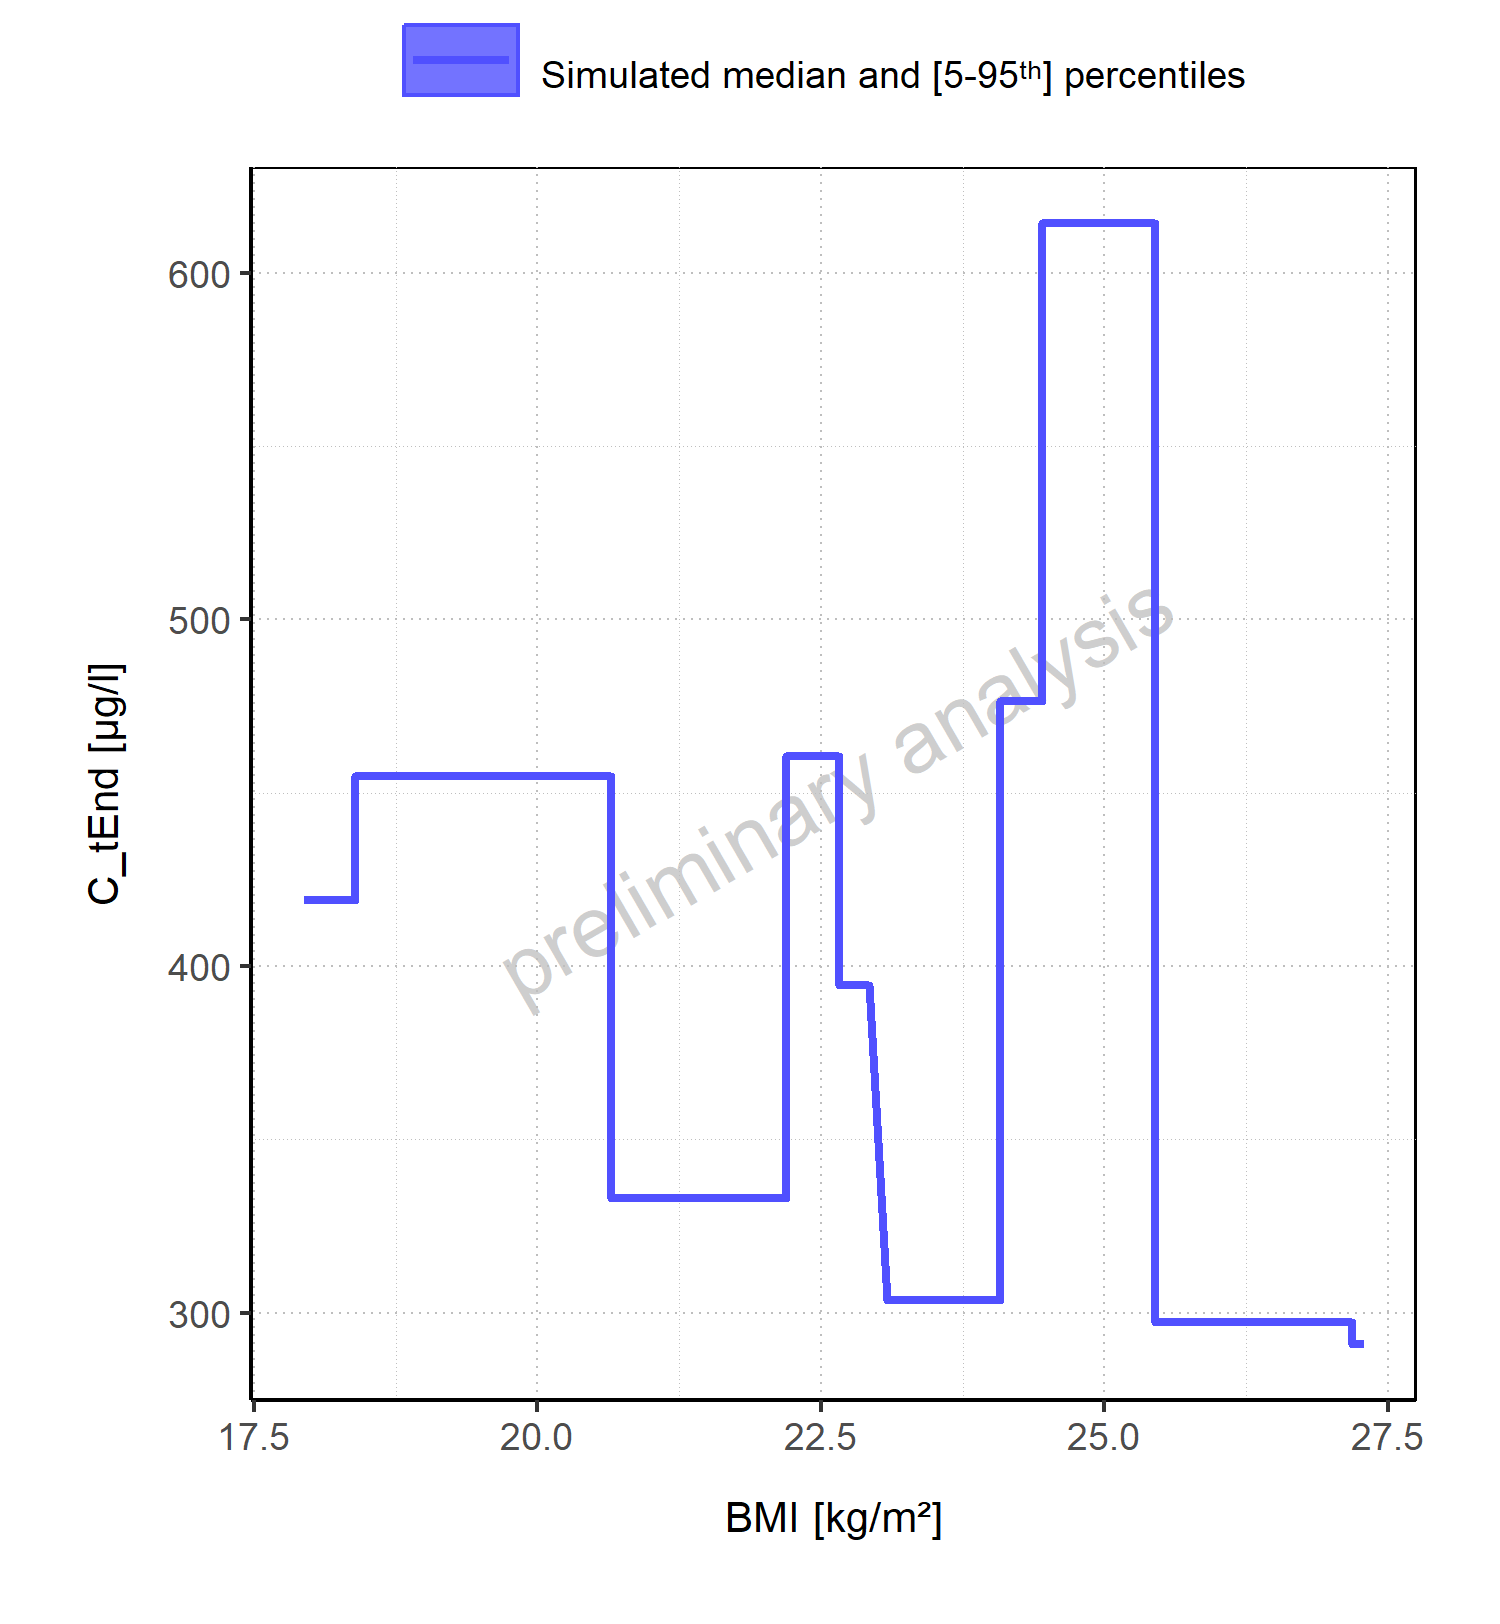 Simulated median and [5-95th] percentiles
600
500
400
300
C_tEnd [µg/l]
preliminary analysis
17.5 20.0 22.5 25.0 27.5
BMI [kg/m²]